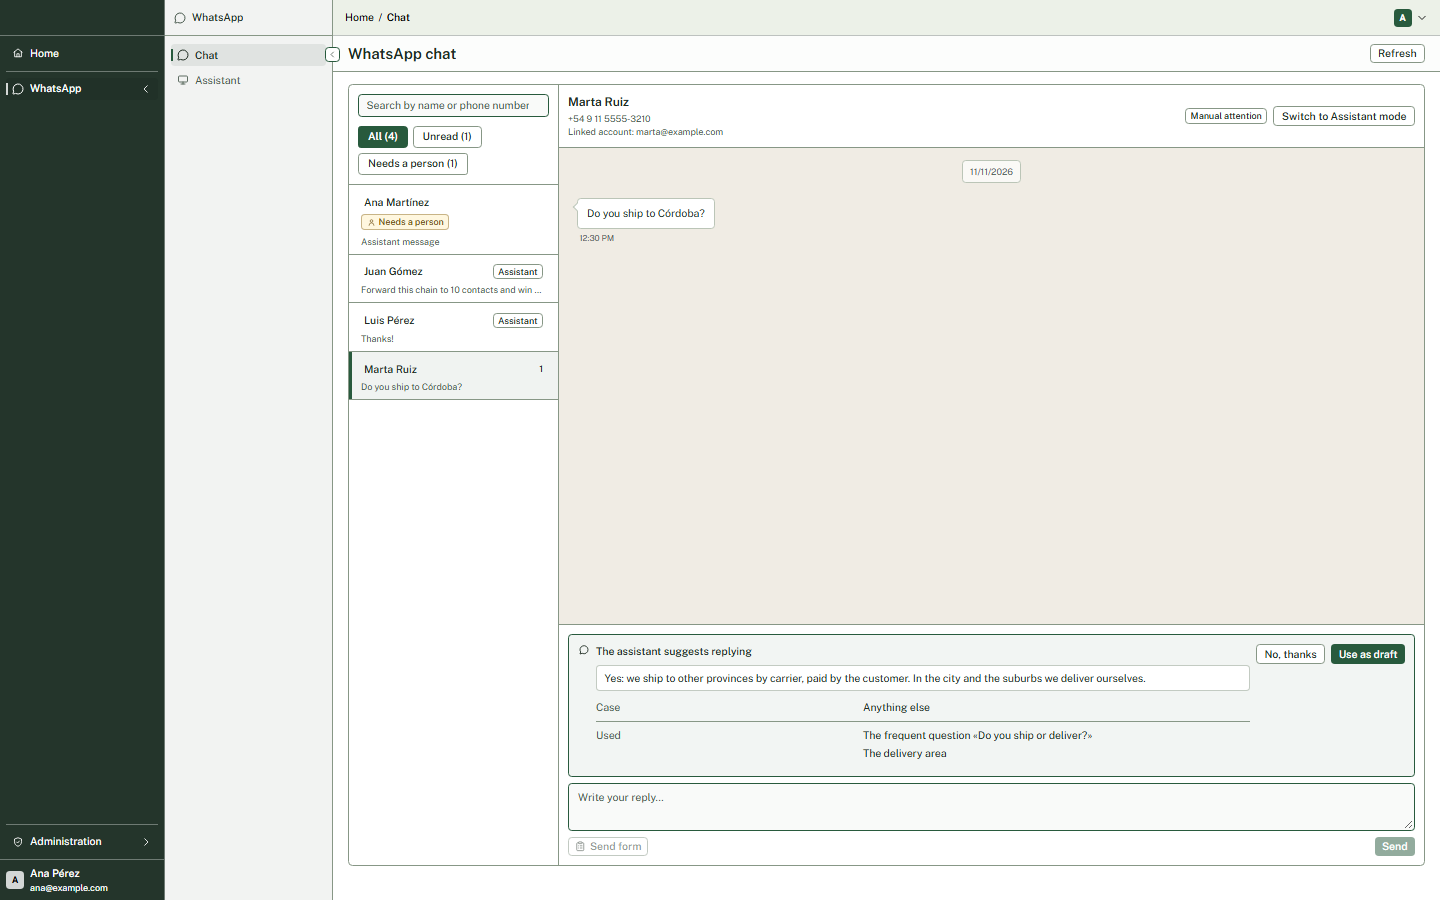 WhatsApp
Home / Chat
A
Home
WhatsApp
Chat
Assistant
WhatsApp chat
Refresh
Search by name or phone number
All (4)
Unread (1)
Needs a person (1)
Ana Martínez
Needs a person
Assistant message
Juan Gómez
Assistant
Forward this chain to 10 contacts and win ...
Luis Pérez
Assistant
Thanks!
Marta Ruiz
1
Do you ship to Córdoba?
Marta Ruiz
+54 9 11 5555-3210
Linked account: marta@example.com
Manual attention
Switch to Assistant mode
11/11/2026
Do you ship to Córdoba?
12:30 PM
The assistant suggests replying
No, thanks
Use as draft
Yes: we ship to other provinces by carrier, paid by the customer. In the city and the suburbs we deliver ourselves.
Case
Anything else
Used
The frequent question «Do you ship or deliver?»
The delivery area
Write your reply...
Send form
Send
Administration
A
Ana Pérez
ana@example.com